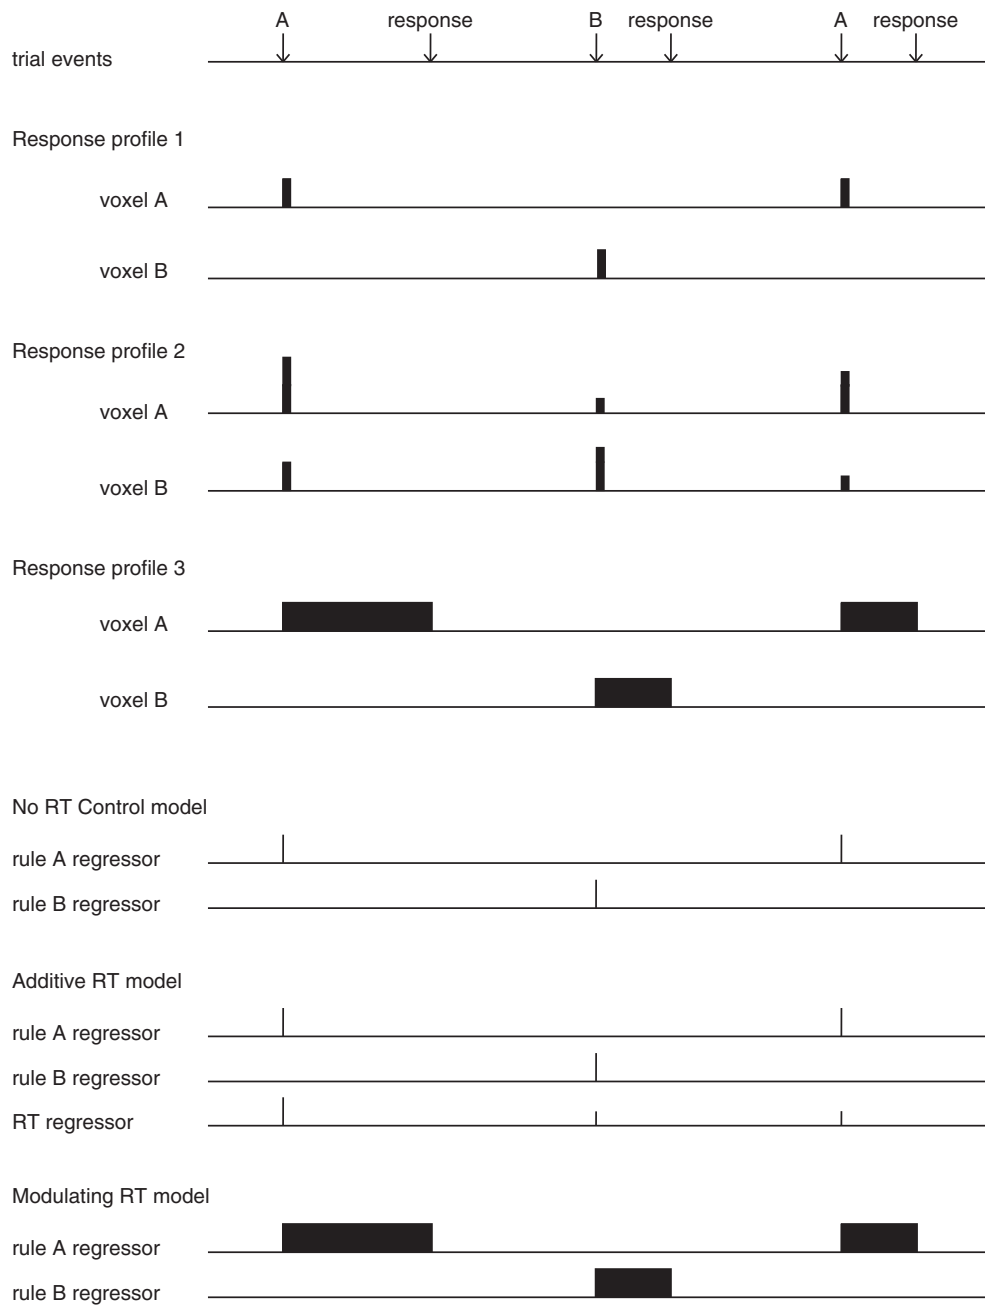 A response B response A response
trial events
Response profile 1
voxel A
voxel B
Response profile 2
voxel A
voxel B
Response profile 3
voxel A
voxel B
No RT Control model
rule A regressor
rule B regressor
Additive RT model
rule A regressor
rule B regressor
RT regressor
Modulating RT model
rule A regressor
rule B regressor